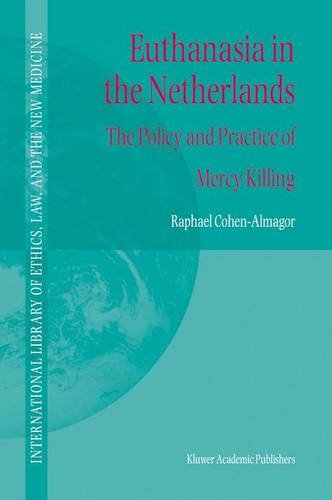 Euthanasia in
the Netherlands
The Policy and Practice of
Mercy Killing
Raphael Cohen-Almagor
INTERNATIONAL LIBRARY OF ETHICS, LAW, AND THE NEW MEDICINE
Kluwer Academic Publishers